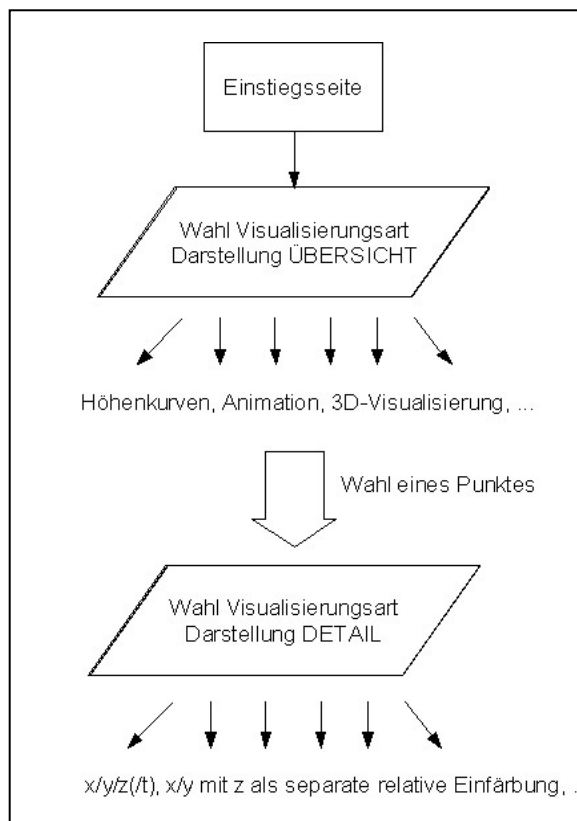 Einstiegsseite
Wahl Visualisierungsart
Darstellung ÜBERSICHT
Höhenkurven, Animation, 3D-Visualisierung, ...
Wahl eines Punktes
Wahl Visualisierungsart
Darstellung DETAIL
x/y/z(/t), x/y mit z als separate relative Einfärbung, .